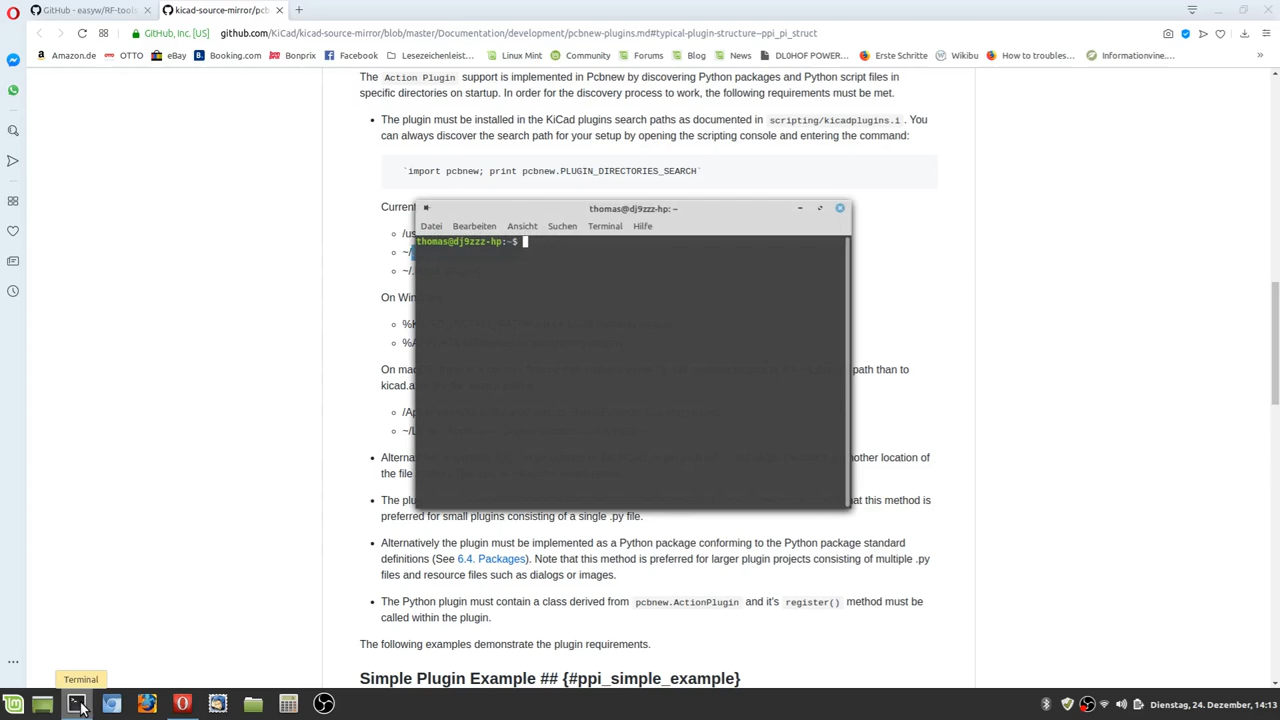 GitHub - easyw/RF-tools-
kicad-source-mirror/pcb
GitHub, Inc. [US]
github.com/KiCad/kicad-source-mirror/blob/master/Documentation/development/pcbnew-plugins.md#typical-plugin-structure--ppi_pi_struct
Amazon.de OTTO eBay Booking.com Bonprix Facebook Lesezeichenleist... Linux Mint Community Forums Blog News DL0HOF POWER... Erste Schritte Wikibu How to troubles... Informationvine....
The Action Plugin support is implemented in Pcbnew by discovering Python packages and Python script files in
specific directories on startup. In order for the discovery process to work, the following requirements must be met.
The plugin must be installed in the KiCad plugins search paths as documented in scripting/kicadplugins.i. You
can always discover the search path for your setup by opening the scripting console and entering the command:
`import pcbnew; print pcbnew.PLUGIN_DIRECTORIES_SEARCH`
thomas@dj9zzz-hp: ~
Datei Bearbeiten Ansicht Suchen Terminal Hilfe
thomas@dj9zzz-hp:~$
Current
/us
~/
~/.
On Win
%K
%A
On mac
path than to
kicad.a
/Ap
~/L
Alterna
nother location of
the file
The plu
at this method is
preferred for small plugins consisting of a single .py file.
Alternatively the plugin must be implemented as a Python package conforming to the Python package standard
definitions (See 6.4. Packages). Note that this method is preferred for larger plugin projects consisting of multiple .py
files and resource files such as dialogs or images.
The Python plugin must contain a class derived from pcbnew.ActionPlugin and it's register() method must be
called within the plugin.
The following examples demonstrate the plugin requirements.
Simple Plugin Example ## {#ppi_simple_example}
Terminal
Dienstag, 24. Dezember, 14:13